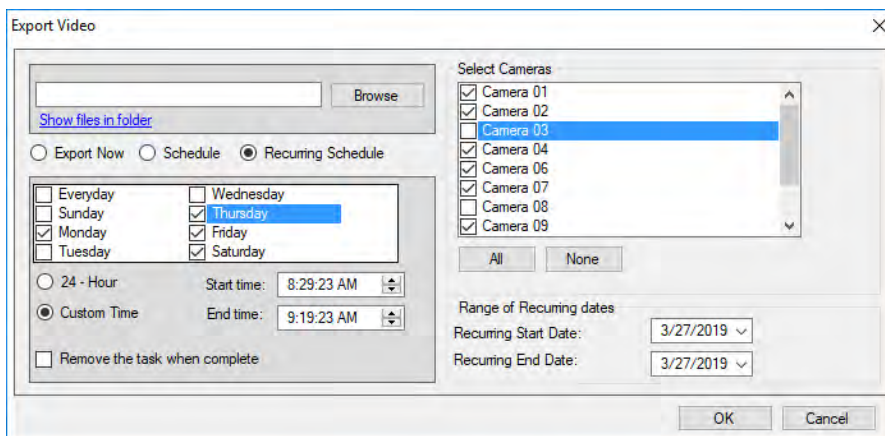 Export Video
Browse
Show files in folder
Export Now Schedule Recurring Schedule
Everyday Wednesday
Sunday Thursday
Monday Friday
Tuesday Saturday
24 - Hour Start time: 8:29:23 AM
Custom Time End time: 9:19:23 AM
Remove the task when complete
Select Cameras
Camera 01
Camera 02
Camera 03
Camera 04
Camera 06
Camera 07
Camera 08
Camera 09
All None
Range of Recurring dates
Recurring Start Date: 3/27/2019
Recurring End Date: 3/27/2019
OK Cancel